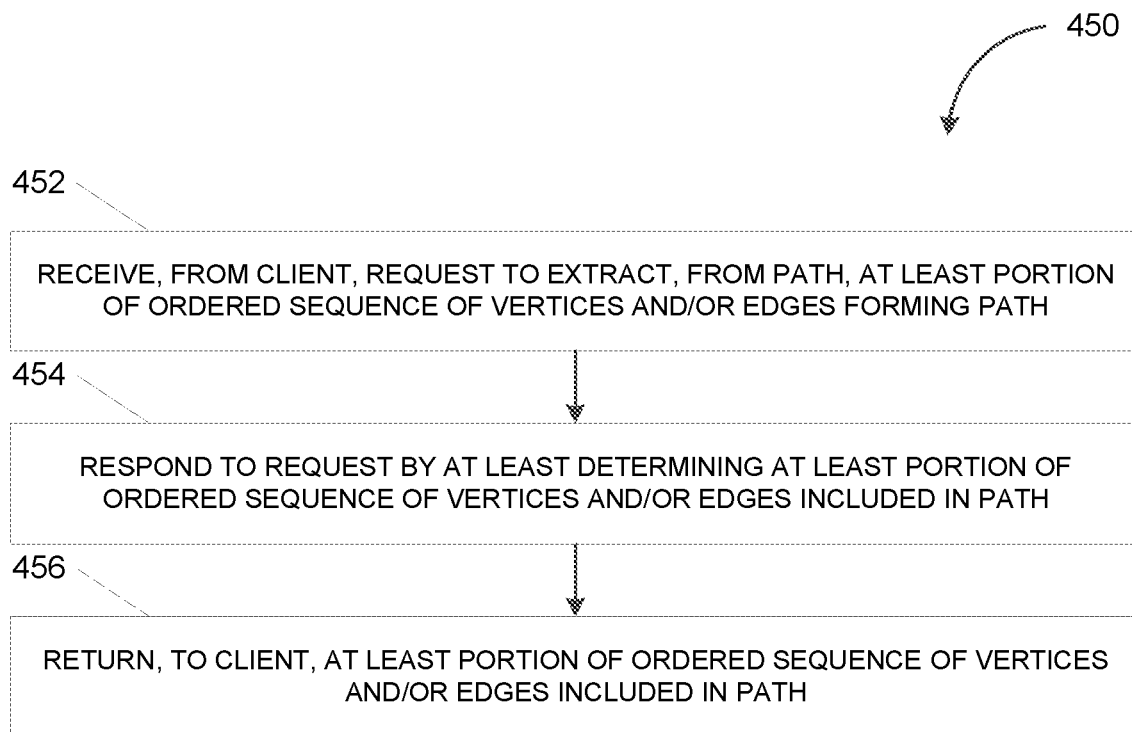 450
452
RECEIVE, FROM CLIENT, REQUEST TO EXTRACT, FROM PATH, AT LEAST PORTION
OF ORDERED SEQUENCE OF VERTICES AND/OR EDGES FORMING PATH
454
RESPOND TO REQUEST BY AT LEAST DETERMINING AT LEAST PORTION OF
ORDERED SEQUENCE OF VERTICES AND/OR EDGES INCLUDED IN PATH
456
RETURN, TO CLIENT, AT LEAST PORTION OF ORDERED SEQUENCE OF VERTICES
AND/OR EDGES INCLUDED IN PATH